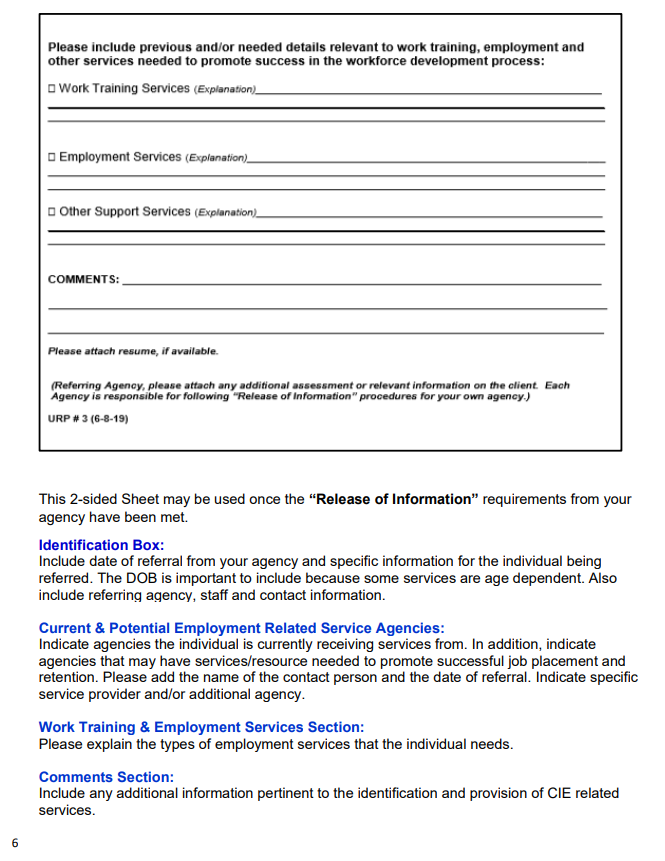 Please include previous and/or needed details relevant to work training, employment and
other services needed to promote success in the workforce development process:
□ Work Training Services (Explanation)
□ Employment Services (Explanation)
□ Other Support Services (Explanation)
COMMENTS:
Please attach resume, if available.
(Referring Agency, please attach any additional assessment or relevant information on the client. Each
Agency is responsible for following “Release of Information” procedures for your own agency.)
URP # 3 (6-8-19)
This 2-sided Sheet may be used once the “Release of Information” requirements from your
agency have been met.
Identification Box:
Include date of referral from your agency and specific information for the individual being
referred. The DOB is important to include because some services are age dependent. Also
include referring agency, staff and contact information.
Current & Potential Employment Related Service Agencies:
Indicate agencies the individual is currently receiving services from. In addition, indicate
agencies that may have services/resource needed to promote successful job placement and
retention. Please add the name of the contact person and the date of referral. Indicate specific
service provider and/or additional agency.
Work Training & Employment Services Section:
Please explain the types of employment services that the individual needs.
Comments Section:
Include any additional information pertinent to the identification and provision of CIE related
services.
6